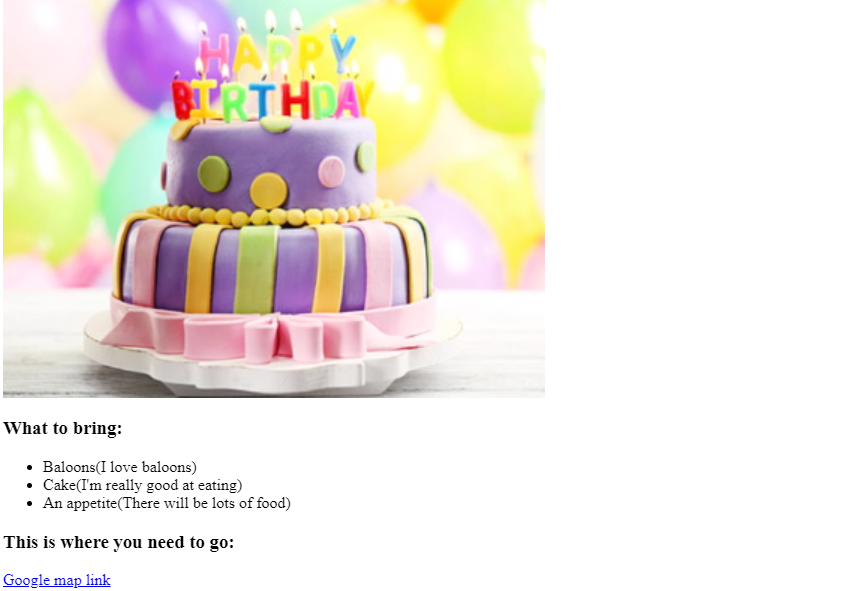 HAPPY
BIRTHDAY
What to bring:
Baloons(I love baloons)
Cake(I'm really good at eating)
An appetite(There will be lots of food)
This is where you need to go:
Google map link